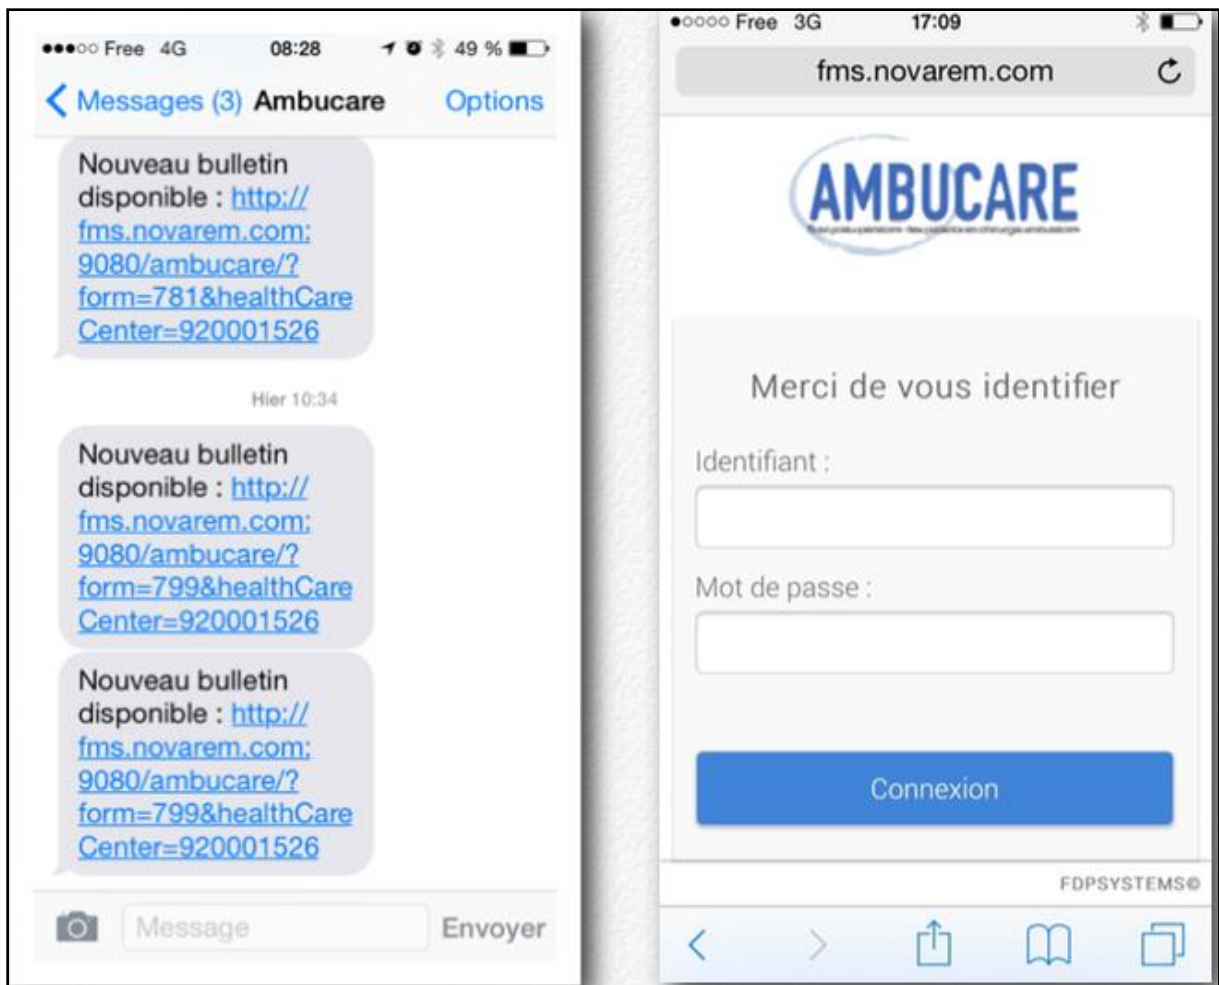 Free 4G 08:28 49 %
Messages (3) Ambucare Options
Nouveau bulletin
disponible : http://
fms.novarem.com:
9080/ambucare/?
form=781&healthCare
Center=920001526
Hier 10:34
Nouveau bulletin
disponible : http://
fms.novarem.com:
9080/ambucare/?
form=799&healthCare
Center=920001526
Nouveau bulletin
disponible : http://
fms.novarem.com:
9080/ambucare/?
form=799&healthCare
Center=920001526
Message Envoyer
Free 3G 17:09
fms.novarem.com
AMBUCARE
Merci de vous identifier
Identifiant :
Mot de passe :
Connexion
FDPSYSTEMS©